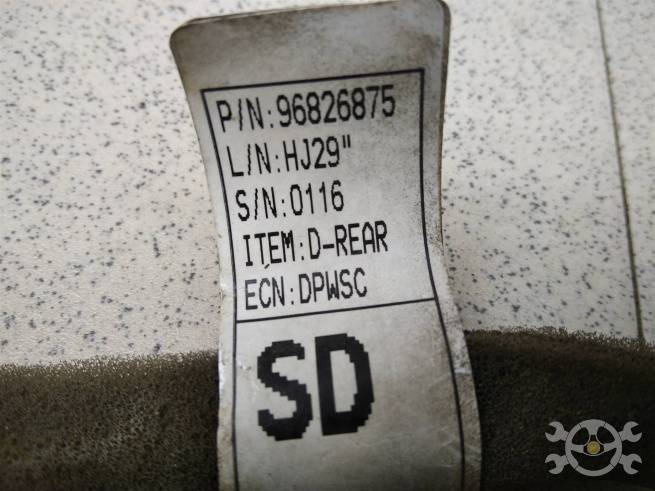 P/N:96826875
L/N:HJ29"
S/N:0116
ITEM:D-REAR
ECN:DPWSC
SD